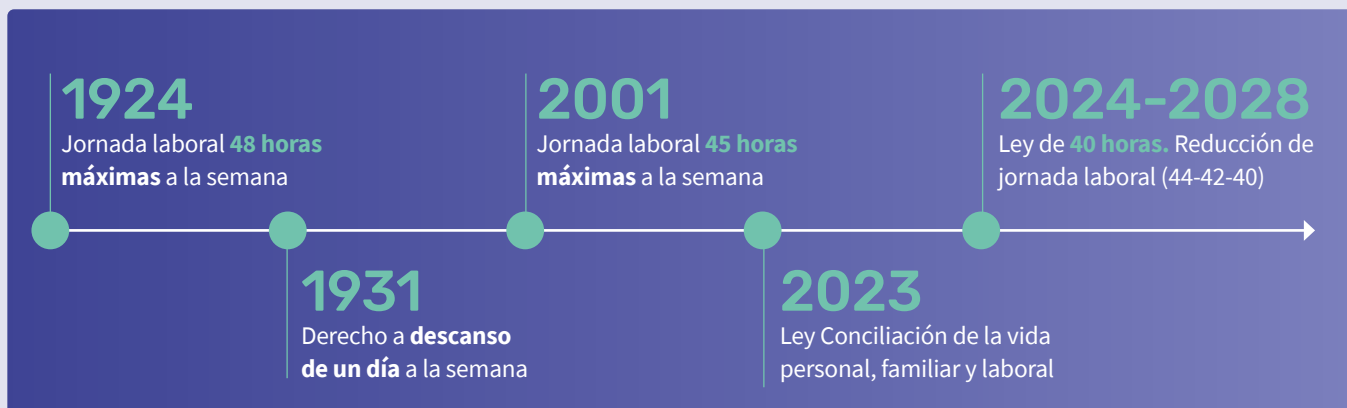 1924
Jornada laboral 48 horas
máximas a la semana
1931
Derecho a descanso
de un día a la semana
2001
Jornada laboral 45 horas
máximas a la semana
2023
Ley Conciliación de la vida
personal, familiar y laboral
2024-2028
Ley de 40 horas. Reducción de
jornada laboral (44-42-40)